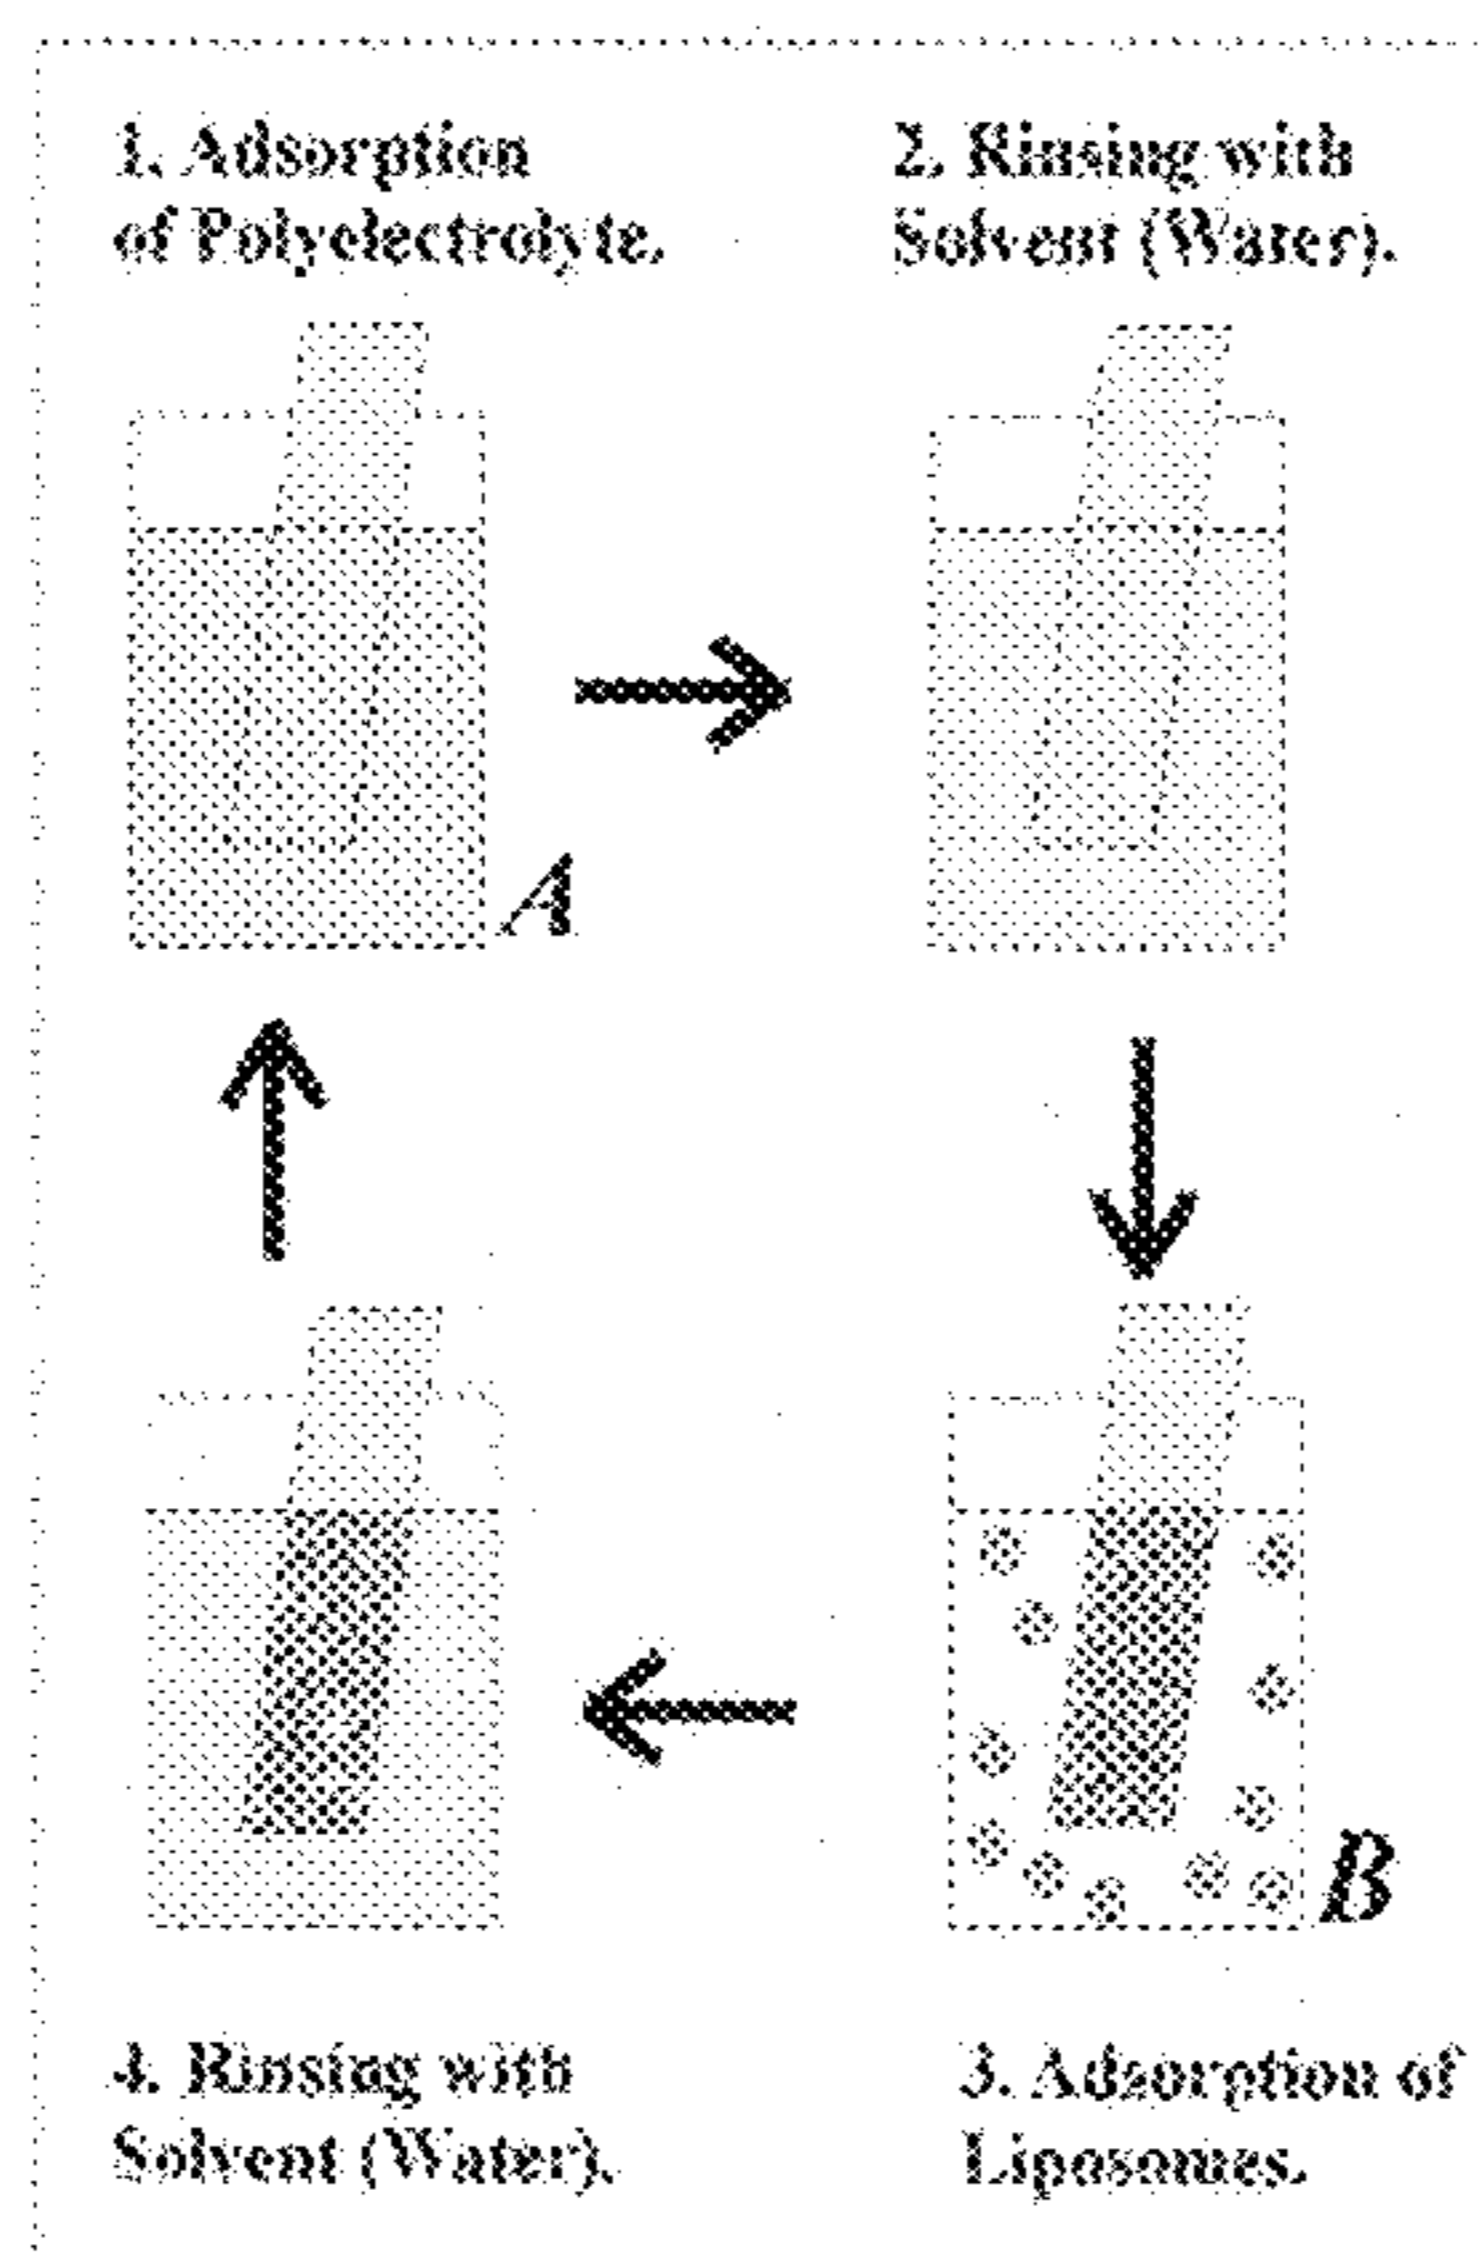 1. Adsorption
of Polyelectrolyte.
2. Rinsing with
Solvent (Water).
A
B
4. Rinsing with
Solvent (Water).
3. Adsorption of
Liposomes.